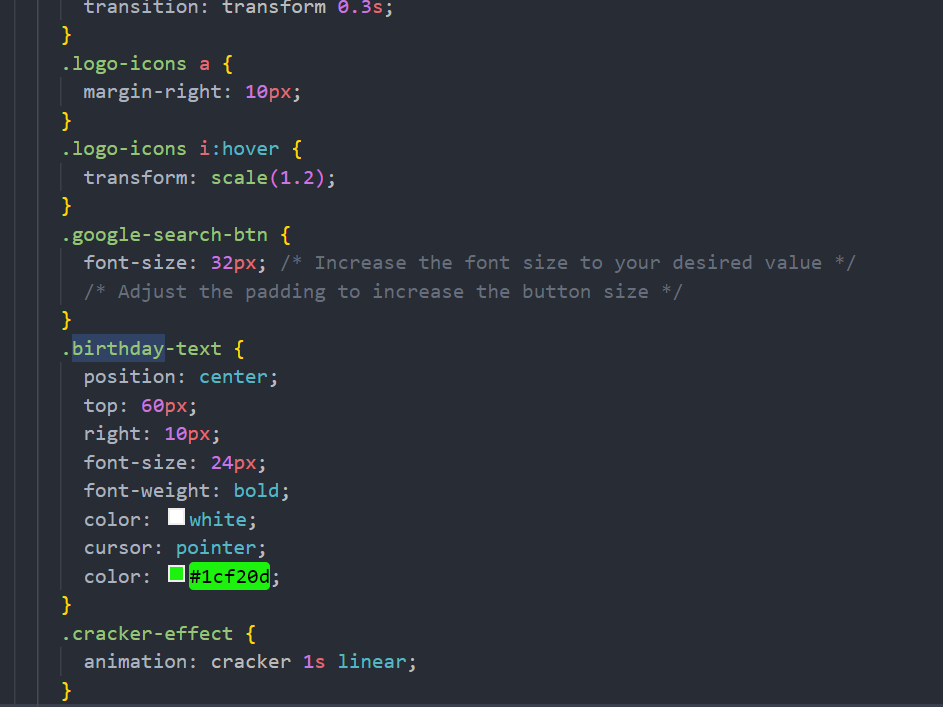 transition: transform 0.3s;
}
.logo-icons a {
margin-right: 10px;
}
.logo-icons i:hover {
transform: scale(1.2);
}
.google-search-btn {
font-size: 32px; /* Increase the font size to your desired value */
/* Adjust the padding to increase the button size */
}
.birthday-text {
position: center;
top: 60px;
right: 10px;
font-size: 24px;
font-weight: bold;
color: white;
cursor: pointer;
color: #1cf20d;
}
.cracker-effect {
animation: cracker 1s linear;
}